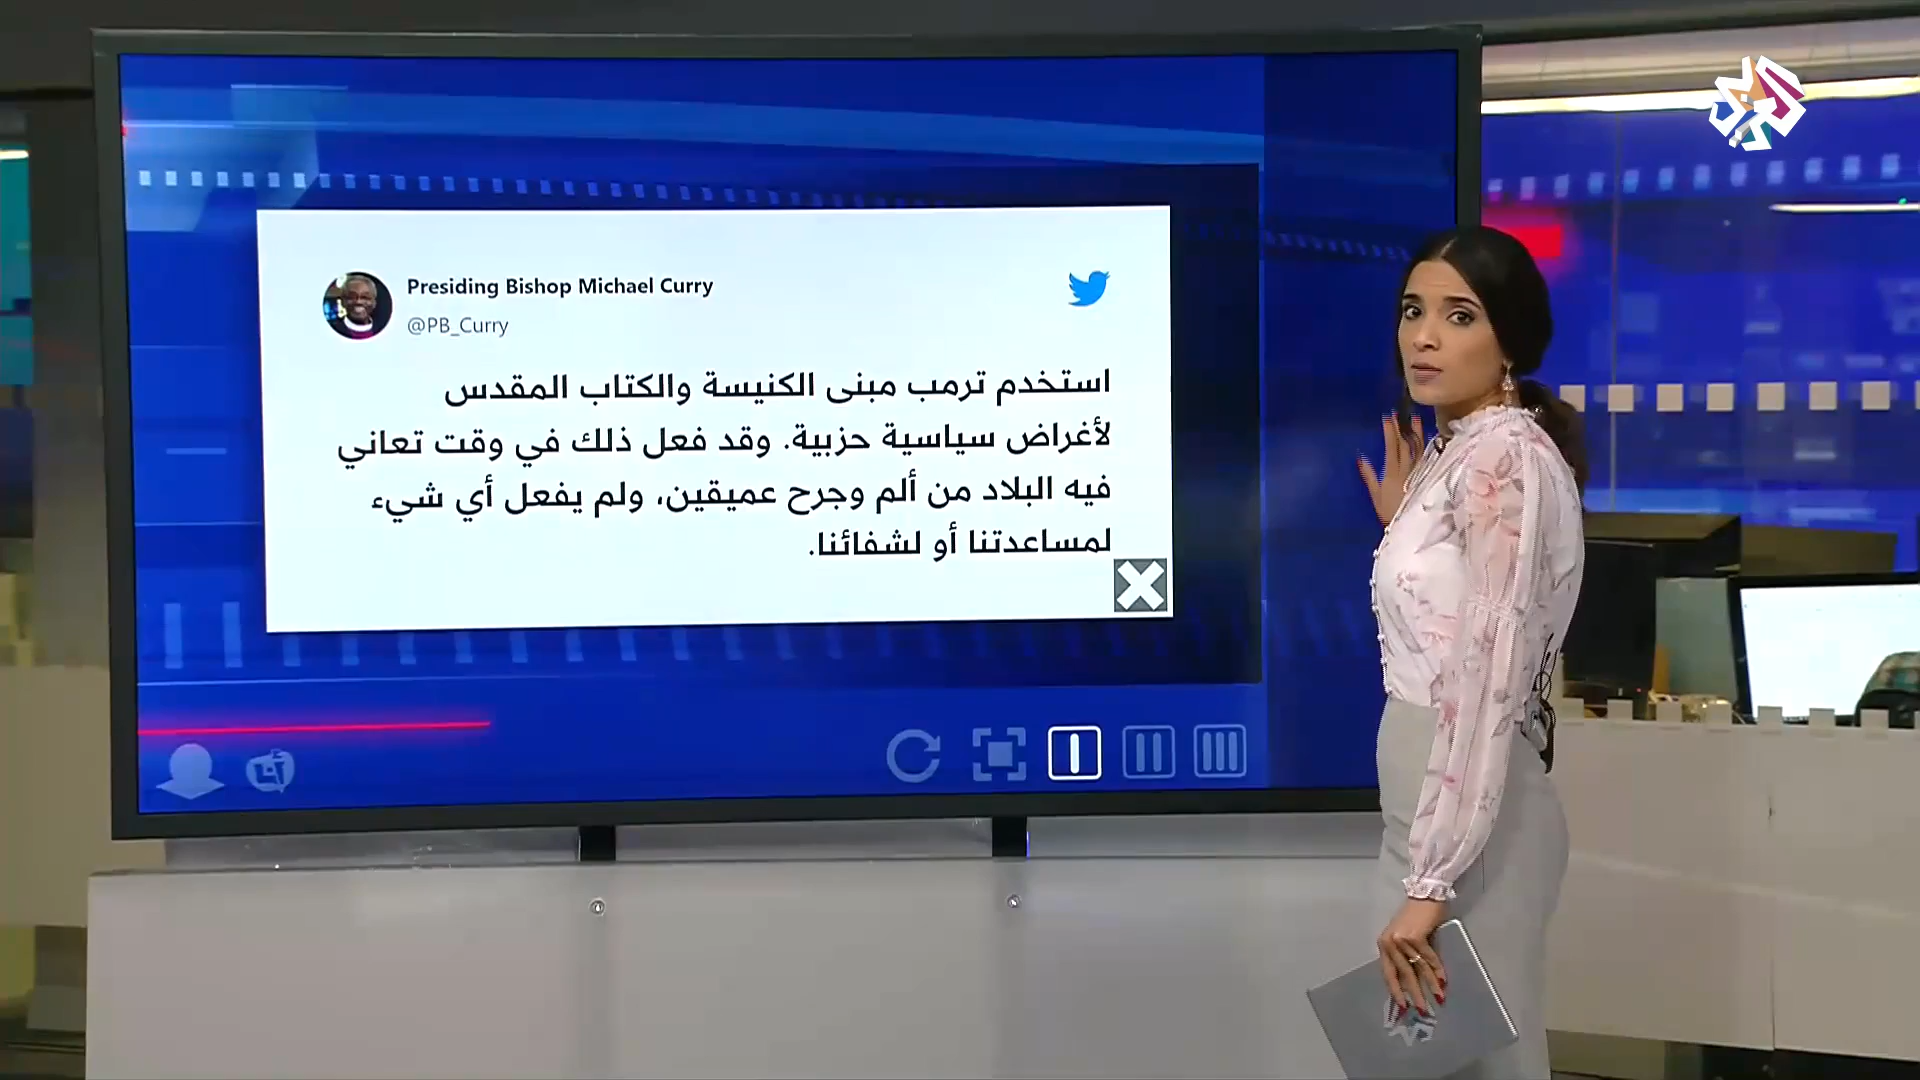 Presiding Bishop Michael Curry
@PB_Curry
استخدم ترمب مبنى الكنيسة والكتاب المقدس
لأغراض سياسية حزبية. وقد فعل ذلك في وقت تعاني
فيه البلاد من ألم وجرح عميقين، ولم يفعل أي شيء
لمساعدتنا أو لشفائنا.